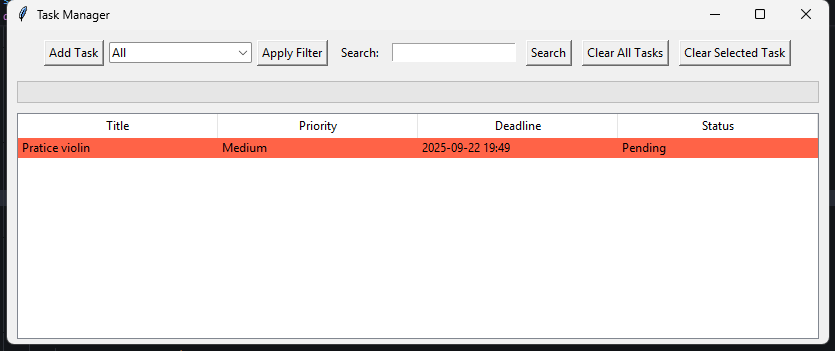 Task Manager
Add Task All Apply Filter Search: Search Clear All Tasks Clear Selected Task
Title Priority Deadline Status
Pratice violin Medium 2025-09-22 19:49 Pending